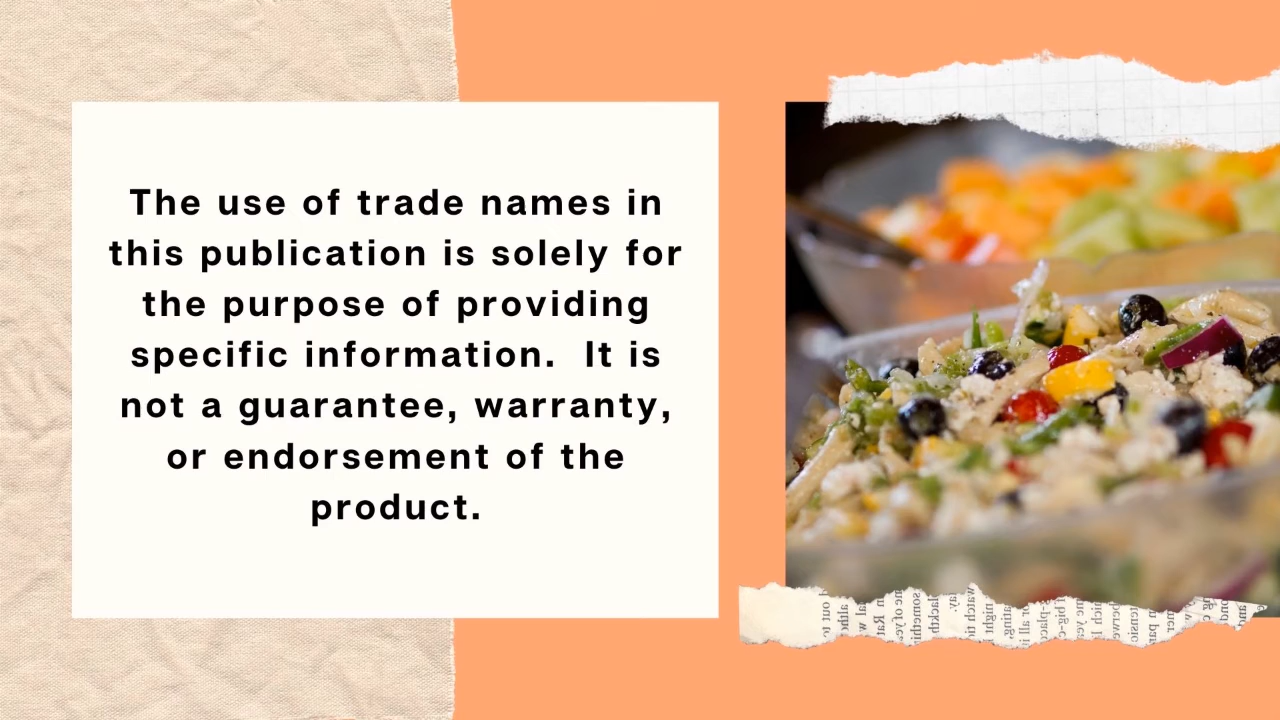 The use of trade names in
this publication is solely for
the purpose of providing
specific information.  It is
not a guarantee, warranty,
or endorsement of the
product.